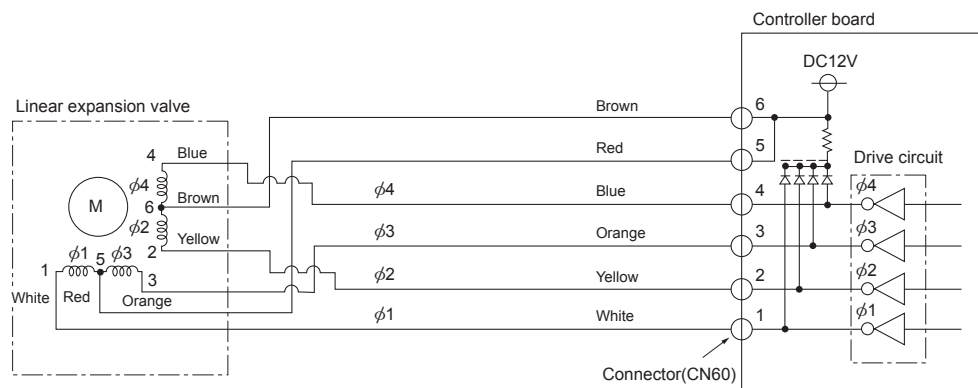 Controller board
DC12V
Linear expansion valve
Brown 6
4 Blue
Red 5
Drive circuit
ϕ4
M
6 Brown
ϕ4 Blue 4 ϕ4
ϕ2
Yellow
2
ϕ3 Orange 3 ϕ3
1 ϕ1 5 ϕ3
3
White Red Orange
ϕ2 Yellow 2 ϕ2
ϕ1 White 1 ϕ1
Connector(CN60)